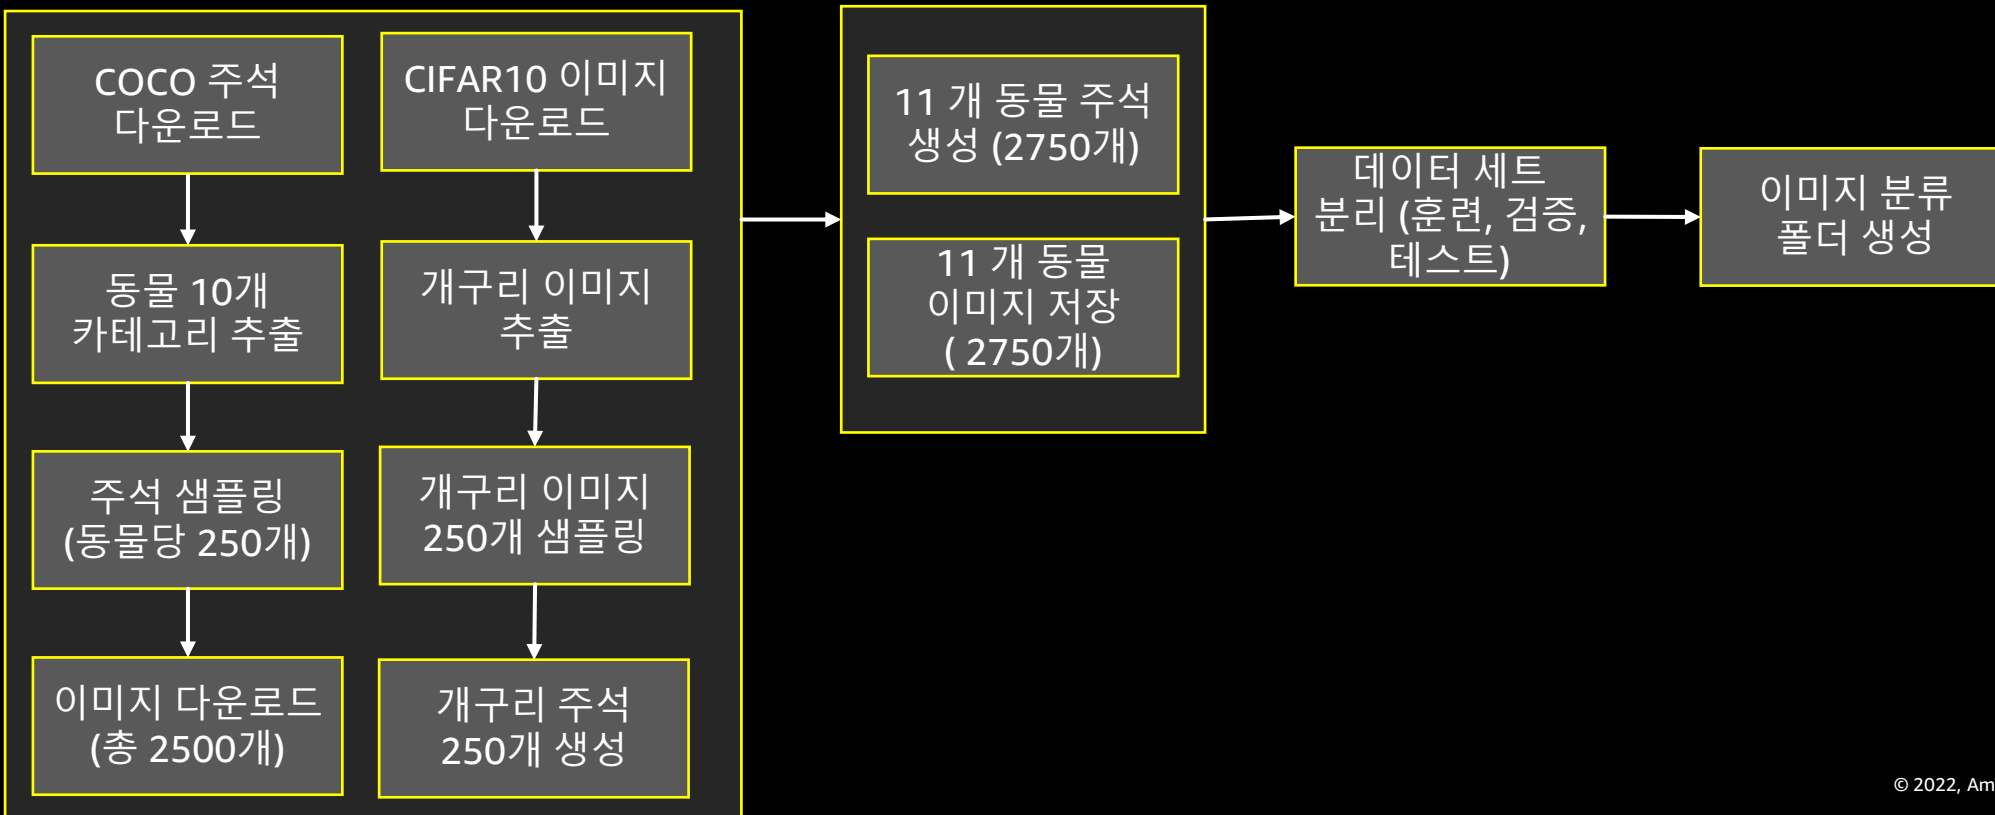 COCO 주석
다운로드
동물 10개
카테고리 추출
주석 샘플링
(동물당 250개)
이미지 다운로드
(총 2500개)
CIFAR10 이미지
다운로드
개구리 이미지
추출
개구리 이미지
250개 샘플링
개구리 주석
250개 생성
11 개 동물 주석
생성 (2750개)
11 개 동물
이미지 저장
( 2750개)
데이터 세트
분리 (훈련, 검증,
테스트)
이미지 분류
폴더 생성
© 2022, Am